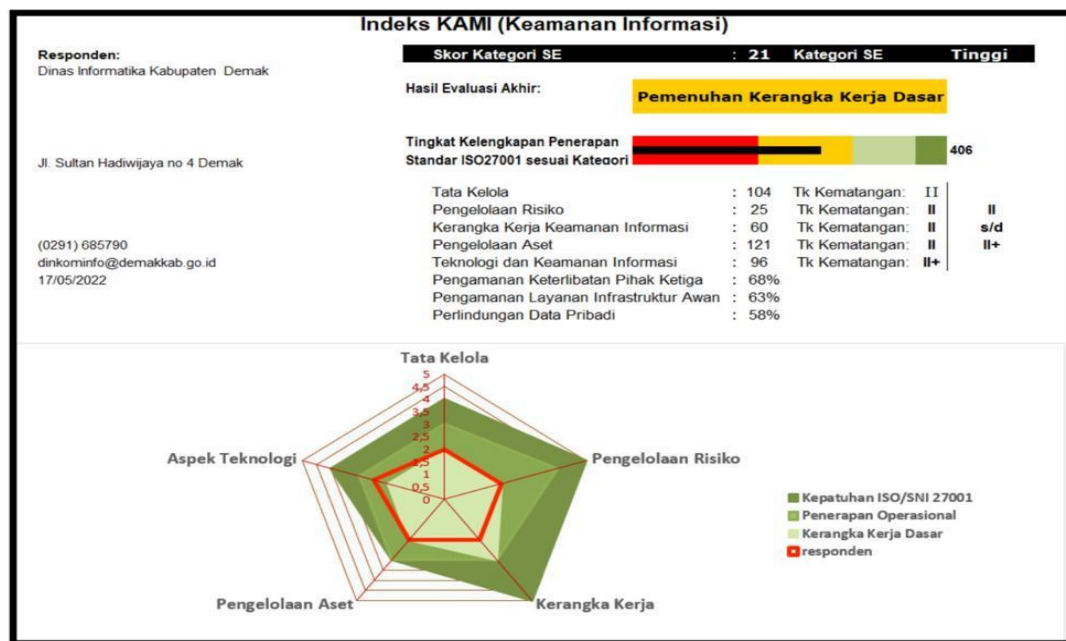 Indeks KAMI (Keamanan Informasi)
Responden:
Dinas Informatika Kabupaten Demak
Jl. Sultan Hadiwijaya no 4 Demak
(0291) 685790
dinkominfo@demakkab.go.id
17/05/2022
Skor Kategori SE : 21 Kategori SE Tinggi
Hasil Evaluasi Akhir: Pemenuhan Kerangka Kerja Dasar
Tingkat Kelengkapan Penerapan
Standar ISO27001 sesuai Kategori 406
Tata Kelola : 104 Tk Kematangan: II
Pengelolaan Risiko : 25 Tk Kematangan: II II
Kerangka Kerja Keamanan Informasi : 60 Tk Kematangan: II s/d
Pengelolaan Aset : 121 Tk Kematangan: II II+
Teknologi dan Keamanan Informasi : 96 Tk Kematangan: II+
Pengamanan Keterlibatan Pihak Ketiga : 68%
Pengamanan Layanan Infrastruktur Awan : 63%
Perlindungan Data Pribadi : 58%
Tata Kelola
5
4,5
4
3,5
3
2,5
2
1,5
1
0,5
0
Aspek Teknologi
Pengelolaan Risiko
Pengelolaan Aset
Kerangka Kerja
Kepatuhan ISO/SNI 27001
Penerapan Operasional
Kerangka Kerja Dasar
responden